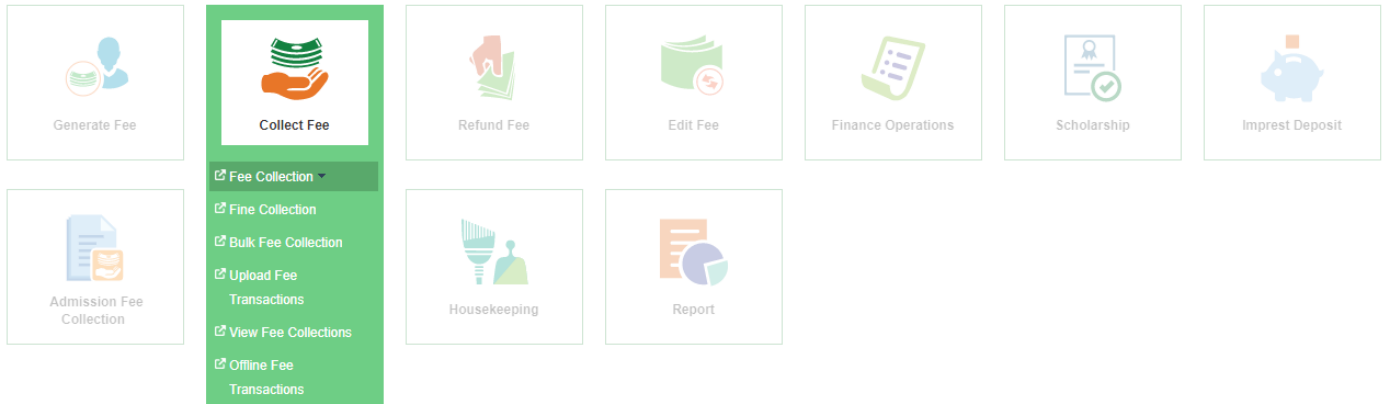 Generate Fee
Collect Fee
Refund Fee
Edit Fee
Finance Operations
Scholarship
Imprest Deposit
Fee Collection
Fine Collection
Bulk Fee Collection
Upload Fee
Transactions
View Fee Collections
Offline Fee
Transactions
Admission Fee
Collection
Housekeeping
Report